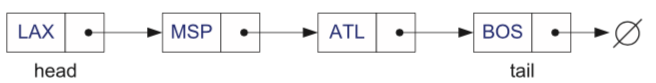 LAX MSP ATL BOS ∅
head tail